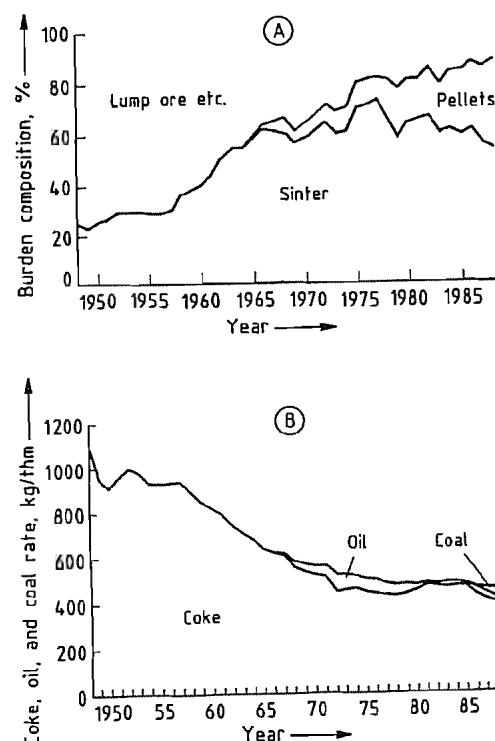 A
Burden composition, %
100
80
60
40
20
0
Lump ore etc.
Pellets
Sinter
1950 1955 1960 1965 1970 1975 1980 1985
Year
B
Coke, oil, and coal rate, kg/thm
1200
1000
800
600
400
200
0
Oil
Coal
Coke
1950 55 60 65 70 75 80 85
Year